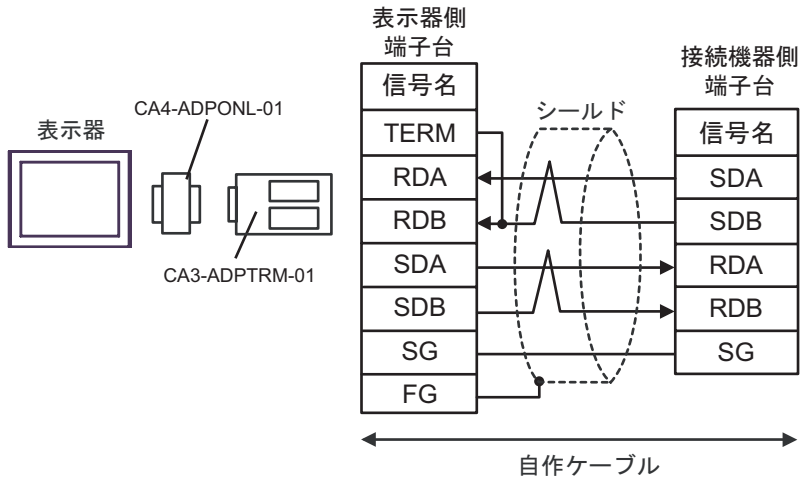 表示器
CA4-ADPONL-01
CA3-ADPTRM-01
表示器側
端子台
信号名
TERM
RDA
RDB
SDA
SDB
SG
FG
シールド
接続機器側
端子台
信号名
SDA
SDB
RDA
RDB
SG
自作ケーブル